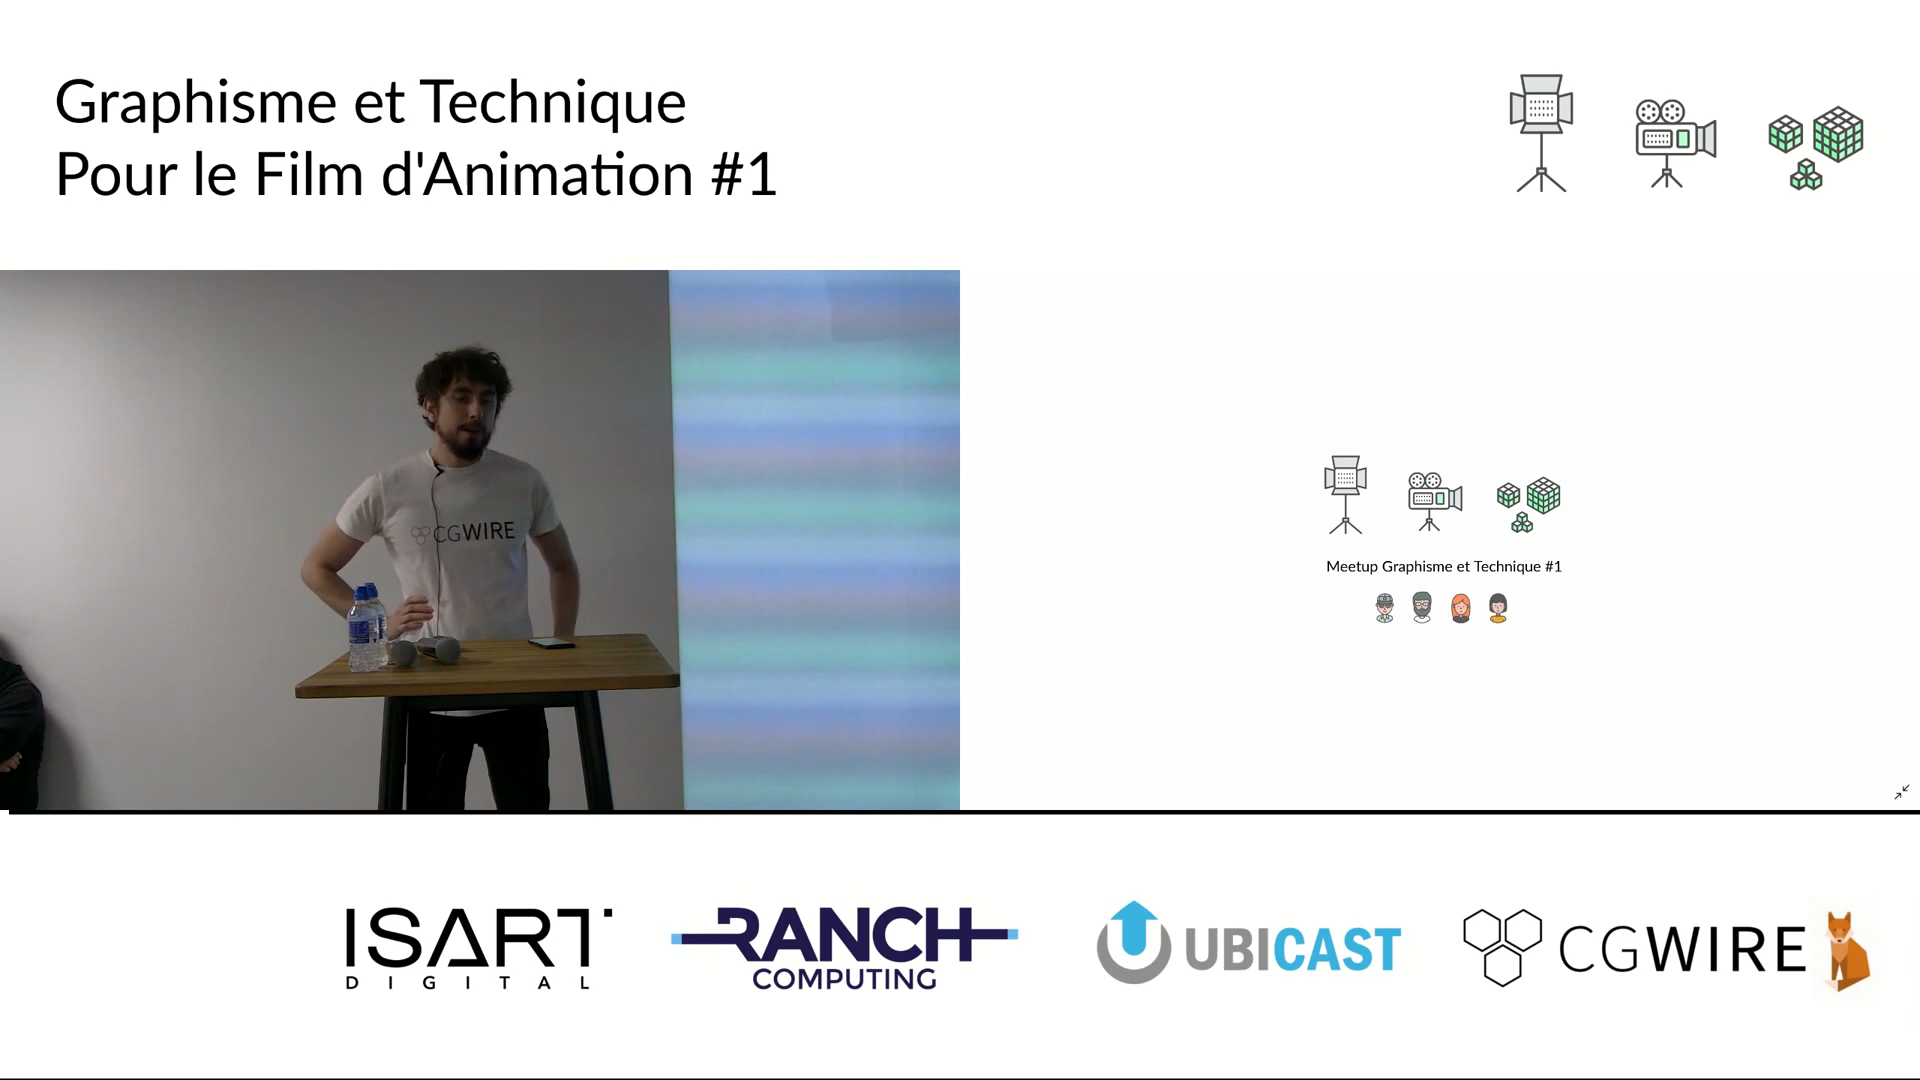 Graphisme et Technique
Pour le Film d'Animation #1
CGWIRE
Meetup Graphisme et Technique #1
ISART
DIGITAL
RANCH
COMPUTING
UBICAST
CGWIRE